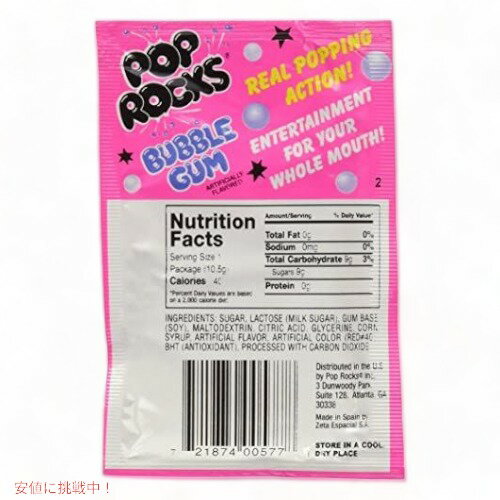 POP
ROCKS®
BUBBLE
GUM
ARTIFICIALLY
FLAVORED
REAL POPPING
ACTION!
ENTERTAINMENT
FOR YOUR
WHOLE MOUTH!
2
Nutrition
Facts
Serving Size 1
Package (10.5g)
Calories 40
*Percent Daily Values are based
on a 2,000 calorie diet.
Amount/Serving % Daily Value*
Total Fat 0g 0%
Sodium 0mg 0%
Total Carbohydrate 9g 3%
Sugars 9g
Protein 0g
INGREDIENTS: SUGAR, LACTOSE (MILK SUGAR), GUM BASE
(SOY), MALTODEXTRIN, CITRIC ACID, GLYCERINE, CORN
SYRUP, ARTIFICIAL FLAVOR, ARTIFICIAL COLOR (RED#40)
BHT (ANTIOXIDANT). PROCESSED WITH CARBON DIOXIDE
Distributed in the U.S
by Pop Rocks® Inc.
3 Dunwoody Park
Suite 128, Atlanta, GA
30338
Made in Spain by
Zeta Espacial S.A.
STORE IN A COOL
DRY PLACE
7 21874 00577
安値に挑戦中！